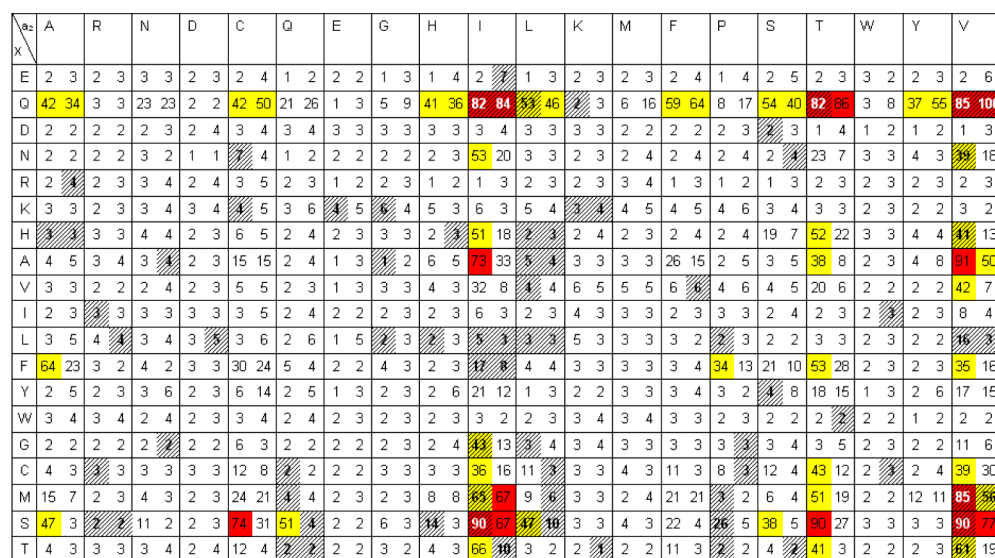 a₂ A R N D C Q E G H I L K M F P S T W Y V
X
E 2 3 2 3 3 3 2 3 2 4 1 2 2 2 1 3 1 4 2 7 1 3 2 3 2 3 2 4 1 4 2 5 2 3 3 2 2 3 2 6
Q 42 34 3 3 23 23 2 2 42 50 21 26 1 3 5 9 41 36 82 84 53 46 2 3 6 16 59 64 8 17 54 40 82 86 3 8 37 55 85 100
D 2 2 2 2 2 3 2 4 3 4 3 4 3 3 3 3 3 3 3 4 3 3 3 3 2 2 2 2 2 3 2 3 1 4 1 2 1 2 1 3
N 2 2 2 2 3 2 1 1 7 4 1 2 2 2 2 2 2 3 53 20 3 3 2 3 2 4 2 4 2 4 2 4 23 7 3 3 4 3 39 18
R 2 4 2 3 3 4 2 4 3 5 2 3 1 2 2 3 1 2 1 3 2 3 2 3 3 4 1 3 1 2 1 3 2 3 2 3 2 2 2 3
K 3 3 2 3 3 4 3 4 4 5 3 6 4 5 6 4 5 3 6 3 5 4 3 4 4 5 4 5 4 6 3 4 3 3 2 3 2 2 3 2
H 3 3 3 3 4 4 2 3 6 5 2 4 2 3 3 3 2 3 51 18 2 3 2 4 2 3 2 4 2 4 19 7 52 22 3 3 4 4 41 13
A 4 5 3 4 3 4 2 3 15 15 2 4 1 3 1 2 6 5 73 33 5 4 3 3 3 3 26 15 2 5 3 5 38 8 2 3 4 8 91 50
V 3 3 2 2 2 4 2 3 5 5 2 3 1 3 3 3 4 3 32 8 4 4 6 5 5 5 6 6 4 6 4 5 20 6 2 2 2 2 42 7
I 2 3 3 3 3 3 3 3 3 5 2 4 2 2 2 3 2 3 6 3 2 3 4 3 3 3 2 3 3 3 2 4 2 3 2 3 2 3 8 4
L 3 5 4 4 3 4 3 5 3 6 2 6 1 5 2 3 2 3 5 3 3 3 5 3 3 3 3 2 2 3 2 2 2 3 3 3 2 2 16 3
F 64 23 3 2 4 2 3 3 30 24 5 4 2 2 4 3 2 3 17 8 4 4 3 3 3 3 3 4 34 13 21 10 53 28 2 3 2 3 35 16
Y 2 5 2 3 3 6 2 3 6 14 2 5 1 3 2 3 2 6 21 12 1 3 2 2 3 3 3 4 3 2 4 8 18 15 1 3 2 6 17 15
W 3 4 3 4 2 4 2 3 3 4 2 4 2 3 2 3 2 3 3 2 2 3 3 4 3 4 3 3 2 3 2 2 2 2 2 2 1 2 2 2
G 2 2 2 2 2 2 2 2 6 3 2 2 2 2 2 3 2 4 43 13 3 4 3 4 3 3 3 3 3 3 3 4 3 5 2 3 2 2 11 6
C 4 3 3 3 3 3 3 3 12 8 2 2 2 2 3 3 3 3 36 16 11 3 3 3 4 3 11 3 8 3 12 4 43 12 2 3 2 4 39 30
M 15 7 2 3 4 3 2 3 24 21 4 4 2 3 2 3 8 8 65 67 9 6 3 3 2 4 21 21 3 2 6 4 51 19 2 2 12 11 85 56
S 47 3 2 2 11 2 2 3 74 31 51 4 2 2 6 3 14 3 90 67 47 10 3 3 4 3 22 4 26 5 38 5 90 27 3 3 3 3 90 77
T 4 3 3 3 3 4 2 4 12 4 2 2 2 2 3 2 4 3 66 10 3 2 2 1 2 2 11 3 2 2 4 2 41 3 2 2 2 2 61 19